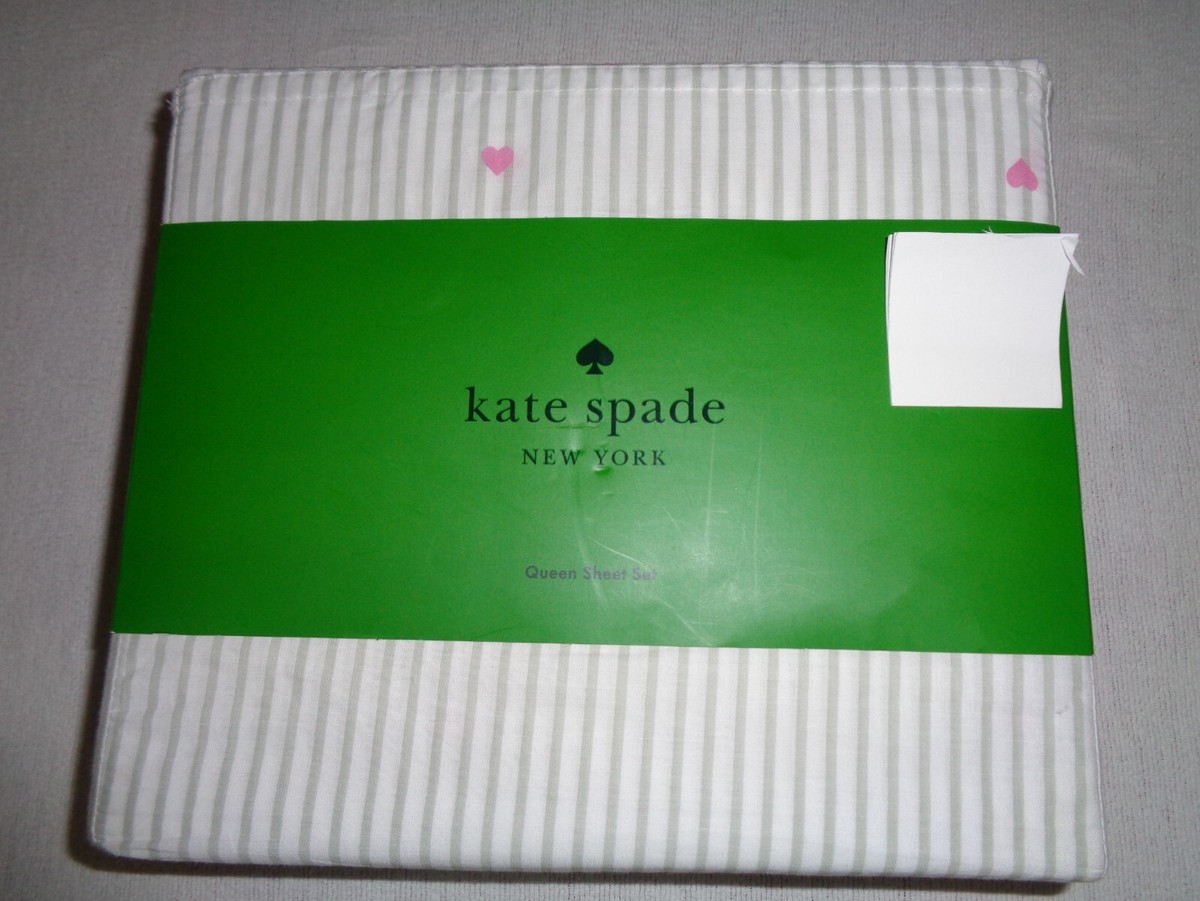 kate spade
NEW YORK
Queen Sheet Set